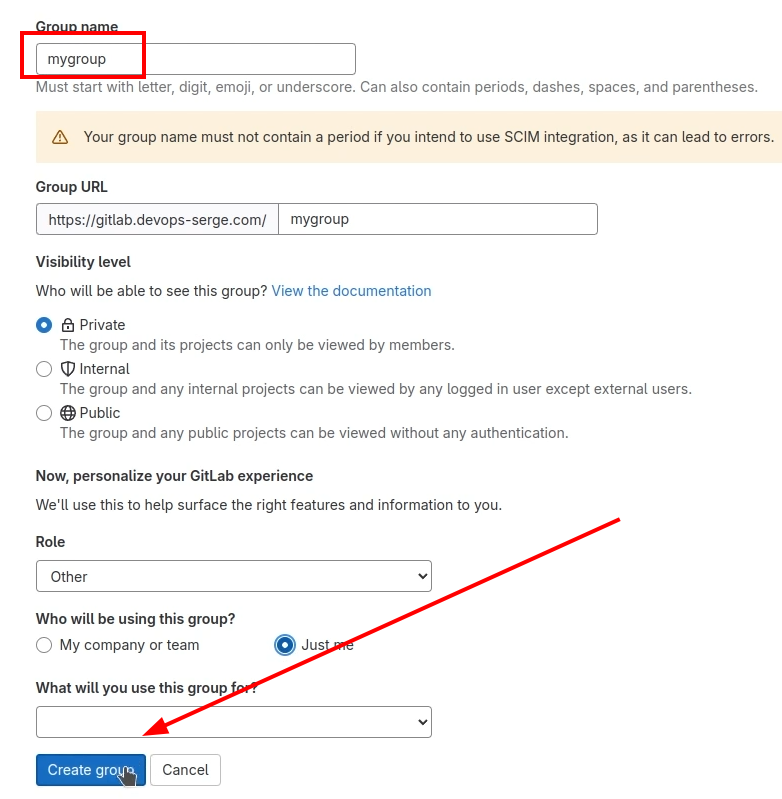 Group name
mygroup
Must start with letter, digit, emoji, or underscore. Can also contain periods, dashes, spaces, and parentheses.
Your group name must not contain a period if you intend to use SCIM integration, as it can lead to errors.
Group URL
https://gitlab.devops-serge.com/ mygroup
Visibility level
Who will be able to see this group? View the documentation
Private
The group and its projects can only be viewed by members.
Internal
The group and any internal projects can be viewed by any logged in user except external users.
Public
The group and any public projects can be viewed without any authentication.
Now, personalize your GitLab experience
We'll use this to help surface the right features and information to you.
Role
Other
Who will be using this group?
My company or team Just me
What will you use this group for?
Create group Cancel